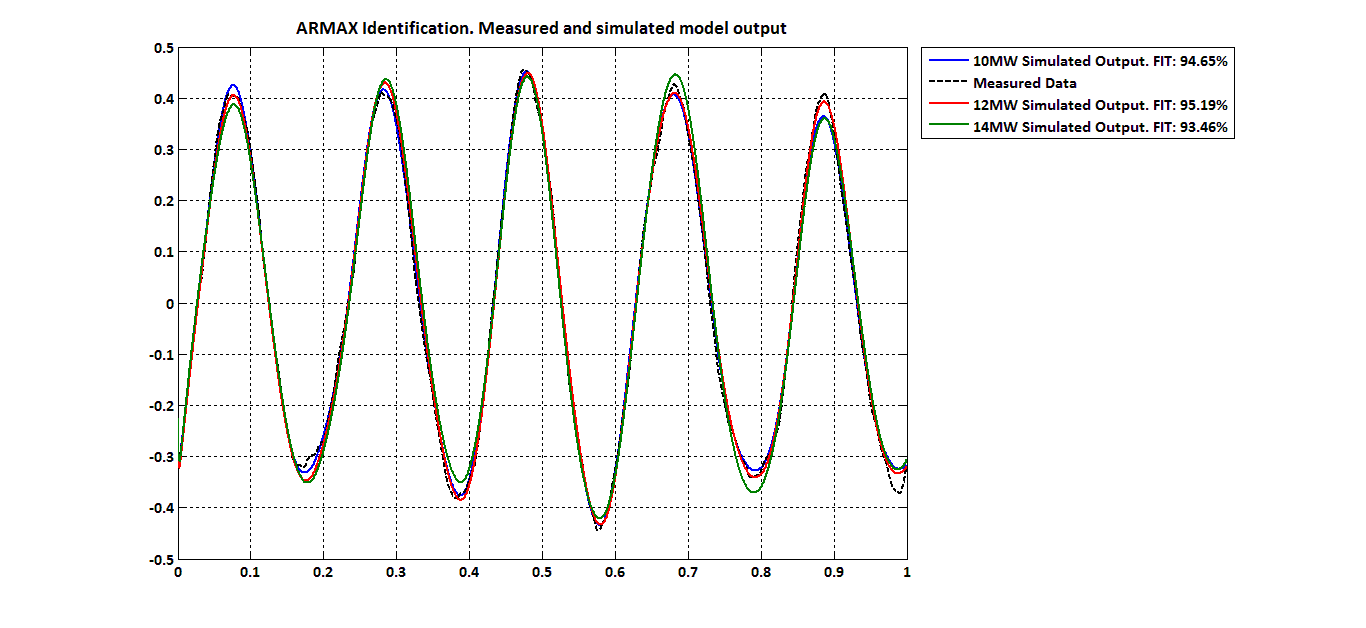 ARMAX Identification. Measured and simulated model output
10MW Simulated Output. FIT: 94.65%
Measured Data
12MW Simulated Output. FIT: 95.19%
14MW Simulated Output. FIT: 93.46%
0.5
0.4
0.3
0.2
0.1
0
-0.1
-0.2
-0.3
-0.4
-0.5
0 0.1 0.2 0.3 0.4 0.5 0.6 0.7 0.8 0.9 1